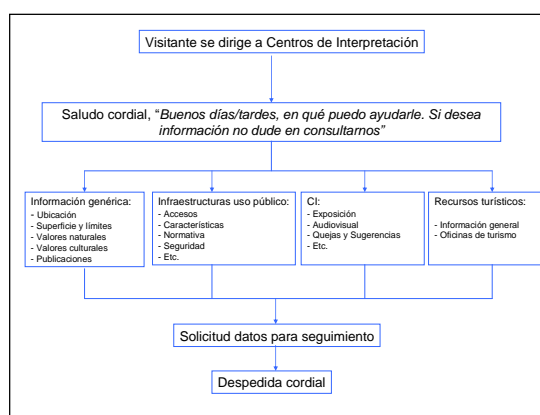 Visitante se dirige a Centros de Interpretación
Saludo cordial, “Buenos días/tardes, en qué puedo ayudarle. Si desea
información no dude en consultarnos”
Información genérica:
- Ubicación
- Superficie y límites
- Valores naturales
- Valores culturales
- Publicaciones
Infraestructuras uso público:
- Accesos
- Características
- Normativa
- Seguridad
- Etc.
CI:
- Exposición
- Audiovisual
- Quejas y Sugerencias
- Etc.
Recursos turísticos:
- Información general
- Oficinas de turismo
Solicitud datos para seguimiento
Despedida cordial